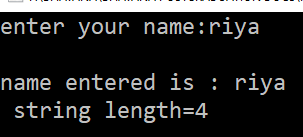 enter your name:riya
name entered is : riya
string length=4